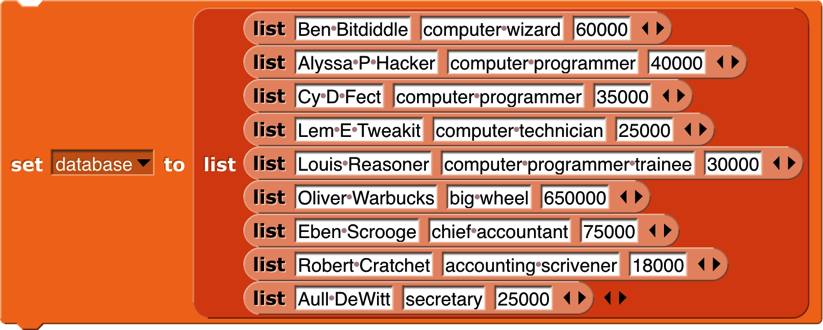 list Ben Bitdiddle computer wizard 60000
list Alyssa P Hacker computer programmer 40000
list Cy D Fect computer programmer 35000
list Lem E Tweakit computer technician 25000
set database to list list Louis Reasoner computer programmer trainee 30000
list Oliver Warbucks big wheel 650000
list Eben Scrooge chief accountant 75000
list Robert Cratchet accounting scrivener 18000
list Aull DeWitt secretary 25000